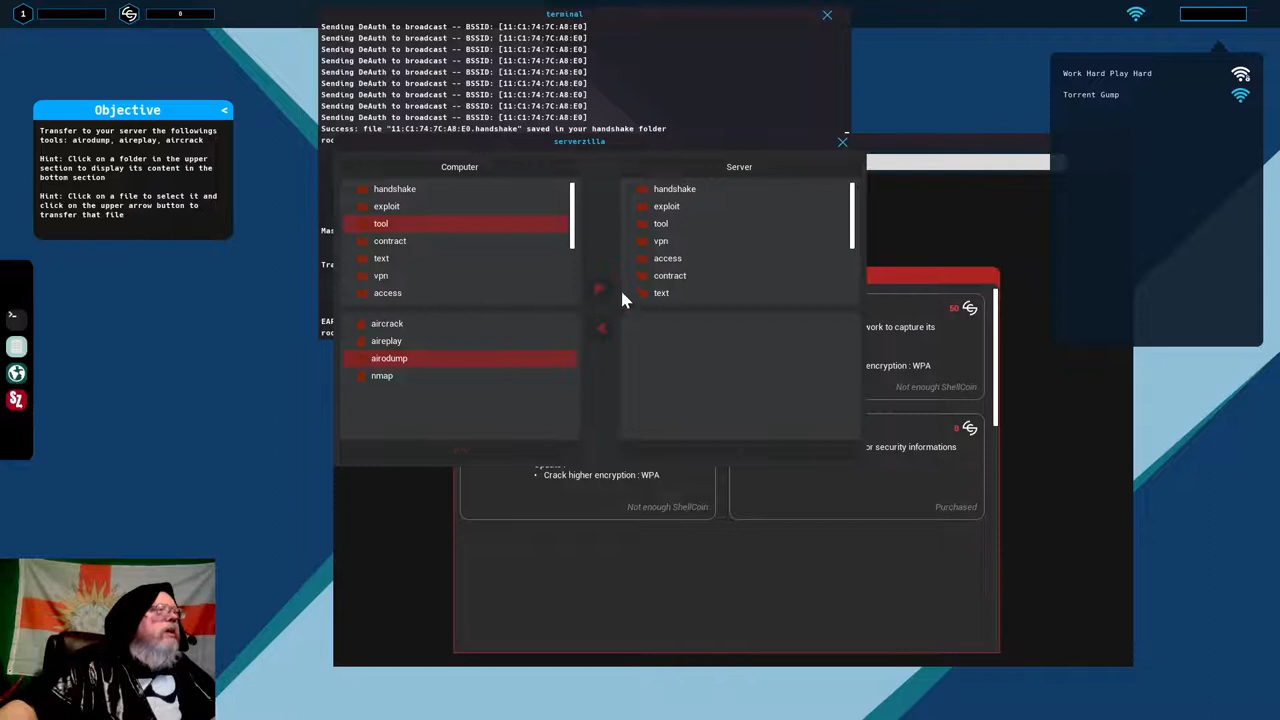 1
0
terminal
Sending DeAuth to broadcast -- BSSID: [11:C1:74:7C:A8:E0]
Sending DeAuth to broadcast -- BSSID: [11:C1:74:7C:A8:E0]
Sending DeAuth to broadcast -- BSSID: [11:C1:74:7C:A8:E0]
Sending DeAuth to broadcast -- BSSID: [11:C1:74:7C:A8:E0]
Sending DeAuth to broadcast -- BSSID: [11:C1:74:7C:A8:E0]
Sending DeAuth to broadcast -- BSSID: [11:C1:74:7C:A8:E0]
Sending DeAuth to broadcast -- BSSID: [11:C1:74:7C:A8:E0]
Sending DeAuth to broadcast -- BSSID: [11:C1:74:7C:A8:E0]
Sending DeAuth to broadcast -- BSSID: [11:C1:74:7C:A8:E0]
Success: file "11:C1:74:7C:A8:E0.handshake" saved in your handshake folder
Work Hard Play Hard
Torrent Gump
Objective <
Transfer to your server the followings
tools: airodump, aireplay, aircrack
Hint: Click on a folder in the upper
section to display its content in the
bottom section
Hint: Click on a file to select it and
click on the upper arrow button to
transfer that file
serverzilla
Computer
handshake
exploit
tool
contract
text
vpn
access
aircrack
aireplay
airodump
nmap
Server
handshake
exploit
tool
vpn
access
contract
text
SZ
50
work to capture its
encryption : WPA
Not enough ShellCoin
0
or security informations
Purchased
• Crack higher encryption : WPA
Not enough ShellCoin